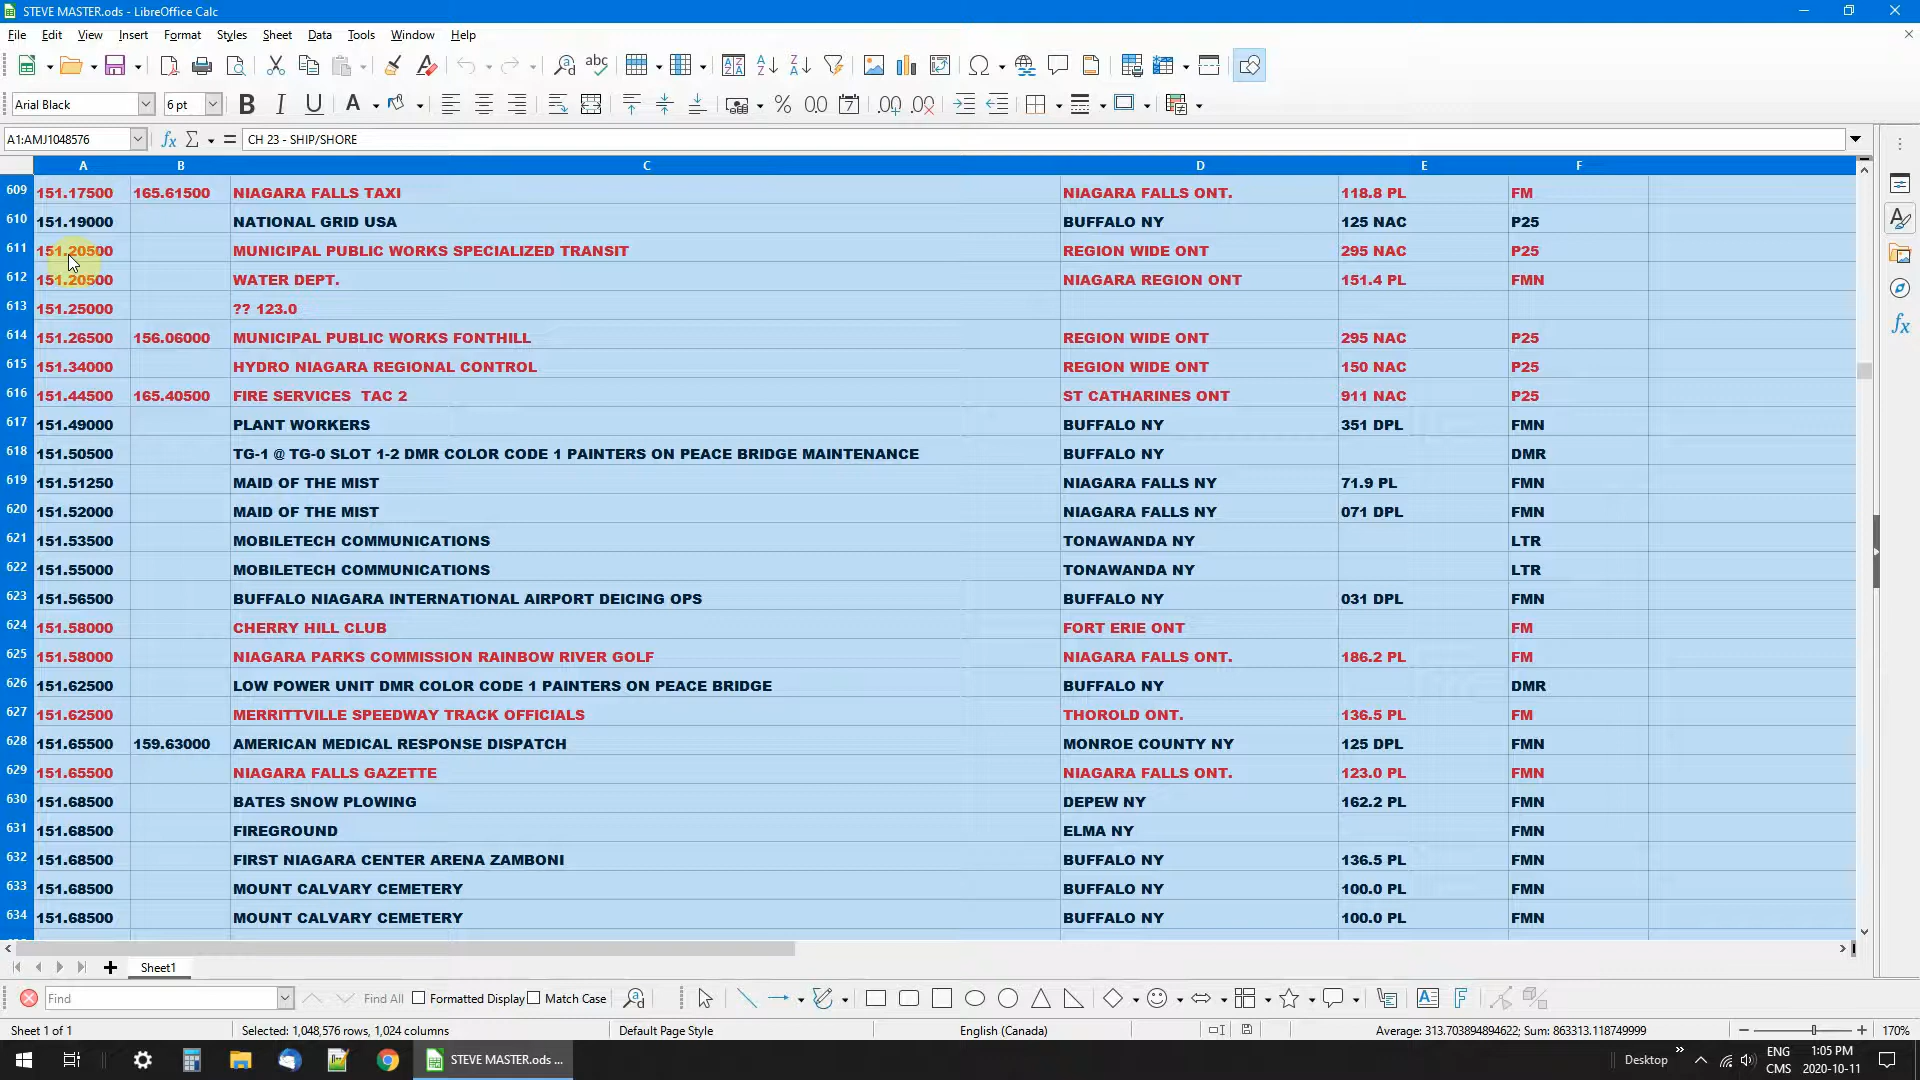 STEVE MASTER.ods - LibreOffice Calc
File Edit View Insert Format Styles Sheet Data Tools Window Help
Arial Black 6 pt
A1:AMJ1048576 CH 23 - SHIP/SHORE
A B C D E F
609 151.17500 165.61500 NIAGARA FALLS TAXI NIAGARA FALLS ONT. 118.8 PL FM
610 151.19000 NATIONAL GRID USA BUFFALO NY 125 NAC P25
611 151.20500 MUNICIPAL PUBLIC WORKS SPECIALIZED TRANSIT REGION WIDE ONT 295 NAC P25
612 151.20500 WATER DEPT. NIAGARA REGION ONT 151.4 PL FMN
613 151.25000 ?? 123.0
614 151.26500 156.06000 MUNICIPAL PUBLIC WORKS FONTHILL REGION WIDE ONT 295 NAC P25
615 151.34000 HYDRO NIAGARA REGIONAL CONTROL REGION WIDE ONT 150 NAC P25
616 151.44500 165.40500 FIRE SERVICES  TAC 2 ST CATHARINES ONT 911 NAC P25
617 151.49000 PLANT WORKERS BUFFALO NY 351 DPL FMN
618 151.50500 TG-1 @ TG-0 SLOT 1-2 DMR COLOR CODE 1 PAINTERS ON PEACE BRIDGE MAINTENANCE BUFFALO NY DMR
619 151.51250 MAID OF THE MIST NIAGARA FALLS NY 71.9 PL FMN
620 151.52000 MAID OF THE MIST NIAGARA FALLS NY 071 DPL FMN
621 151.53500 MOBILETECH COMMUNICATIONS TONAWANDA NY LTR
622 151.55000 MOBILETECH COMMUNICATIONS TONAWANDA NY LTR
623 151.56500 BUFFALO NIAGARA INTERNATIONAL AIRPORT DEICING OPS BUFFALO NY 031 DPL FMN
624 151.58000 CHERRY HILL CLUB FORT ERIE ONT FM
625 151.58000 NIAGARA PARKS COMMISSION RAINBOW RIVER GOLF NIAGARA FALLS ONT. 186.2 PL FM
626 151.62500 LOW POWER UNIT DMR COLOR CODE 1 PAINTERS ON PEACE BRIDGE BUFFALO NY DMR
627 151.62500 MERRITTVILLE SPEEDWAY TRACK OFFICIALS THOROLD ONT. 136.5 PL FM
628 151.65500 159.63000 AMERICAN MEDICAL RESPONSE DISPATCH MONROE COUNTY NY 125 DPL FMN
629 151.65500 NIAGARA FALLS GAZETTE NIAGARA FALLS ONT. 123.0 PL FMN
630 151.68500 BATES SNOW PLOWING DEPEW NY 162.2 PL FMN
631 151.68500 FIREGROUND ELMA NY FMN
632 151.68500 FIRST NIAGARA CENTER ARENA ZAMBONI BUFFALO NY 136.5 PL FMN
633 151.68500 MOUNT CALVARY CEMETERY BUFFALO NY 100.0 PL FMN
634 151.68500 MOUNT CALVARY CEMETERY BUFFALO NY 100.0 PL FMN
Sheet1
Find Find All Formatted Display Match Case
Sheet 1 of 1 Selected: 1,048,576 rows, 1,024 columns Default Page Style English (Canada) Average: 313.703894894622; Sum: 863313.118749999 170%
STEVE MASTER.ods ... Desktop ENG 1:05 PM
CMS 2020-10-11